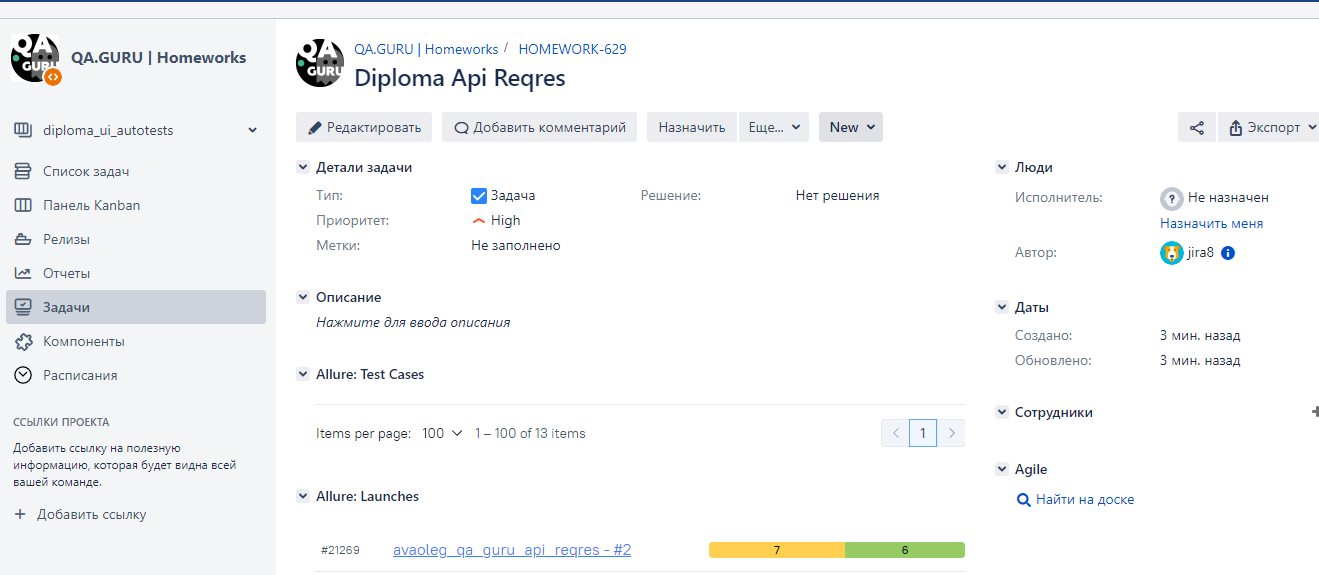 QA
GURU
QA.GURU | Homeworks
diploma_ui_autotests
Список задач
Панель Kanban
Релизы
Отчеты
Задачи
Компоненты
Расписания
ССЫЛКИ ПРОЕКТА
Добавить ссылку на полезную
информацию, которая будет видна всей
вашей команде.
+ Добавить ссылку
QA
GURU
QA.GURU | Homeworks / HOMEWORK-629
Diploma Api Reqres
Редактировать Добавить комментарий Назначить Еще... New Экспорт
Детали задачи
Тип: Задача Решение: Нет решения
Приоритет: High
Метки: Не заполнено
Описание
Нажмите для ввода описания
Allure: Test Cases
Items per page: 100 1 – 100 of 13 items < 1 >
Allure: Launches
#21269 avaoleg_qa_guru_api_reqres - #2 7 6
Люди
Исполнитель: ? Не назначен
Назначить меня
Автор: jira8 i
Даты
Создано: 3 мин. назад
Обновлено: 3 мин. назад
Сотрудники +
Agile
Найти на доске